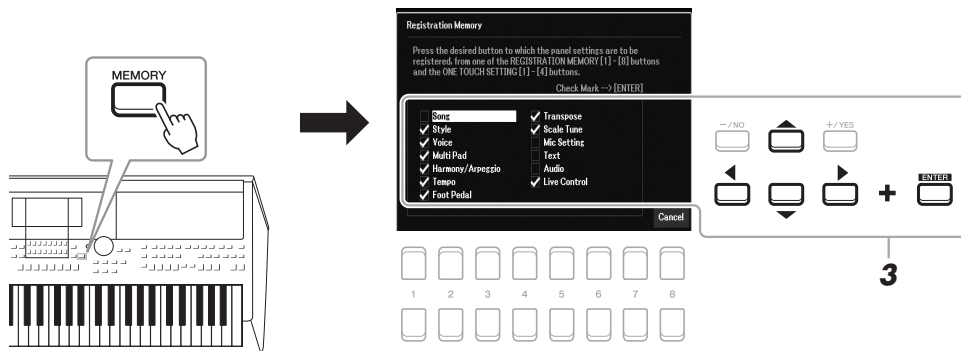 MEMORY
Registration Memory
Press the desired button to which the panel settings are to be
registered, from one of the REGISTRATION MEMORY [1] - [8] buttons
and the ONE TOUCH SETTING [1] - [4] buttons.
Check Mark --> [ENTER]
Song
Style
Voice
Multi Pad
Harmony/Arpeggio
Tempo
Foot Pedal
Transpose
Scale Tune
Mic Setting
Text
Audio
Live Control
Cancel
－/NO
＋/YES
+
ENTER
3
1 2 3 4 5 6 7 8